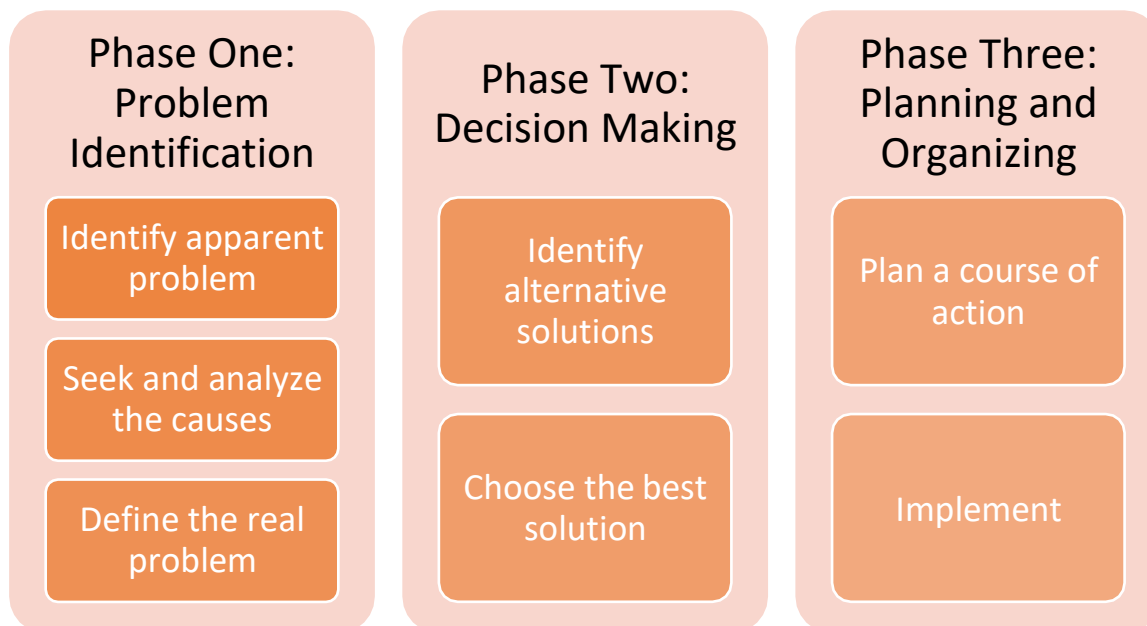 Phase One:
Problem
Identification
Identify apparent
problem
Seek and analyze
the causes
Define the real
problem
Phase Two:
Decision Making
Identify
alternative
solutions
Choose the best
solution
Phase Three:
Planning and
Organizing
Plan a course of
action
Implement